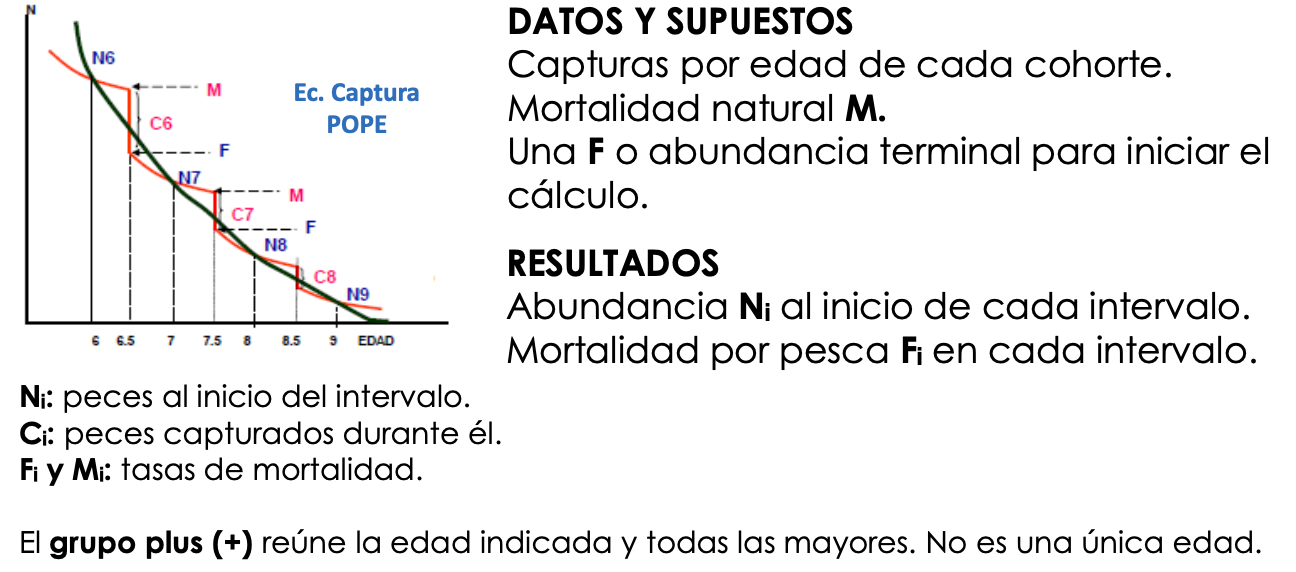 N
N6
M
C6
F
N7
M
C7
F
N8
C8
N9
6 6.5 7 7.5 8 8.5 9 EDAD
Ec. Captura
POPE
DATOS Y SUPUESTOS
Capturas por edad de cada cohorte.
Mortalidad natural M.
Una F o abundancia terminal para iniciar el
cálculo.
RESULTADOS
Abundancia Ni al inicio de cada intervalo.
Mortalidad por pesca Fi en cada intervalo.
Ni: peces al inicio del intervalo.
Ci: peces capturados durante él.
Fi y Mi: tasas de mortalidad.
El grupo plus (+) reúne la edad indicada y todas las mayores. No es una única edad.